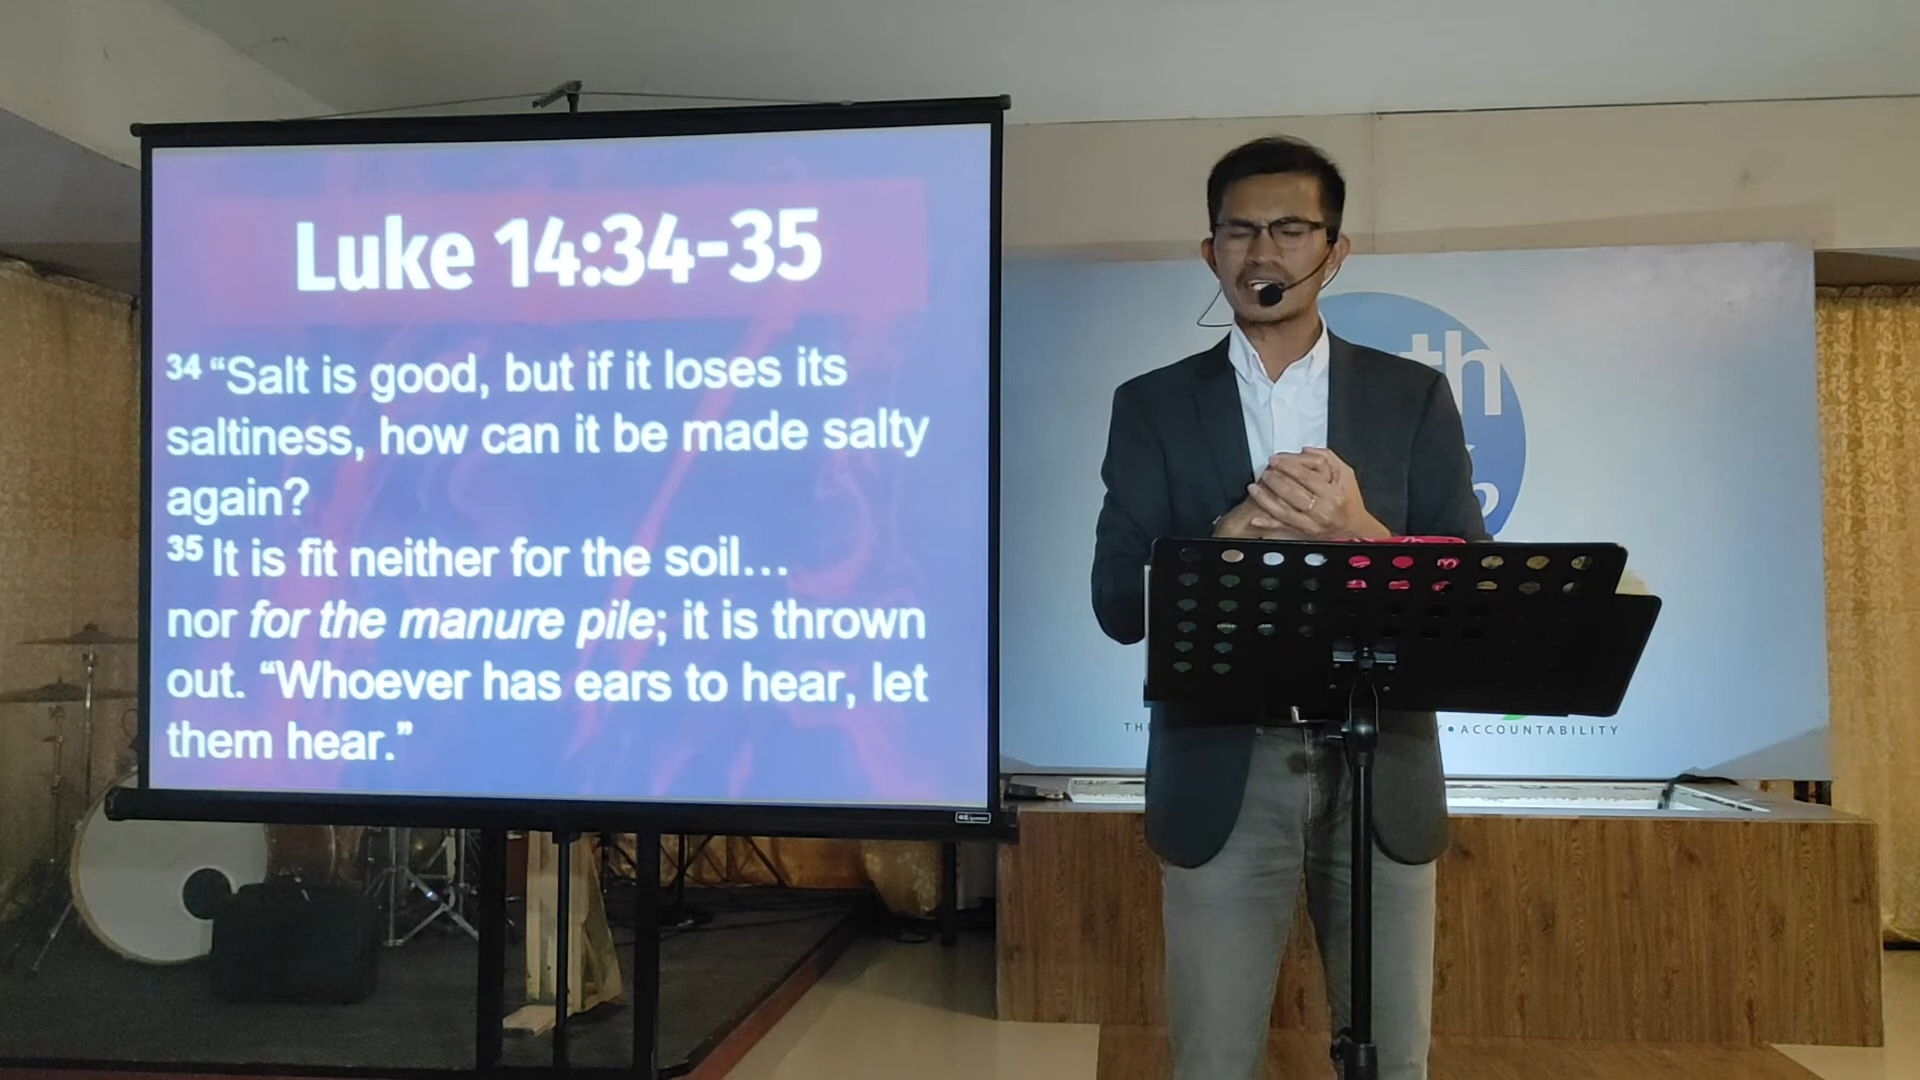 Luke 14:34-35
34 “Salt is good, but if it loses its
saltiness, how can it be made salty
again?
35 It is fit neither for the soil…
nor for the manure pile; it is thrown
out. “Whoever has ears to hear, let
them hear.”
th
ACCOUNTABILITY